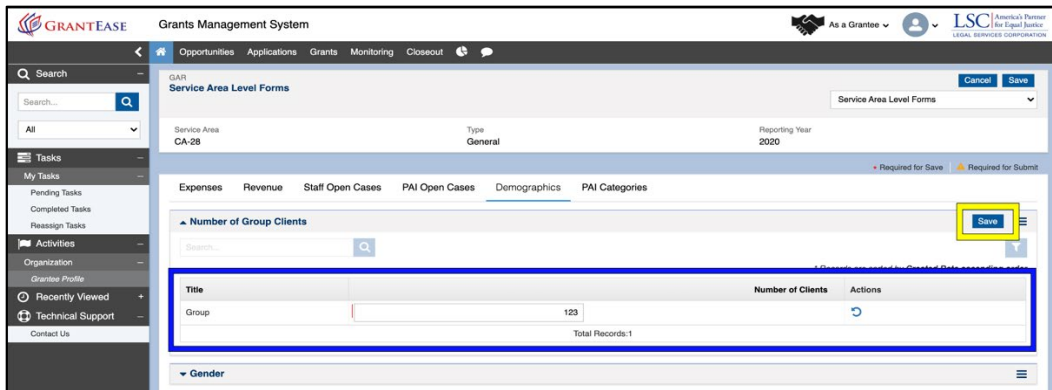 GRANTEASE
Grants Management System
As a Grantee
LSC America's Partner for Equal Justice
LEGAL SERVICES CORPORATION
Opportunities Applications Grants Monitoring Closeout
Search
Search...
All
Tasks
My Tasks
Pending Tasks
Completed Tasks
Reassign Tasks
Activities
Organization
Grantee Profile
Recently Viewed
Technical Support
Contact Us
GAR
Service Area Level Forms
Cancel Save
Service Area Level Forms
Service Area Type Reporting Year
CA-28 General 2020
Required for Save Required for Submit
Expenses Revenue Staff Open Cases PAI Open Cases Demographics PAI Categories
Number of Group Clients
Save
Search...
* Records are sorted by Created Date ascending order
Title Number of Clients Actions
Group 123
Total Records:1
Gender